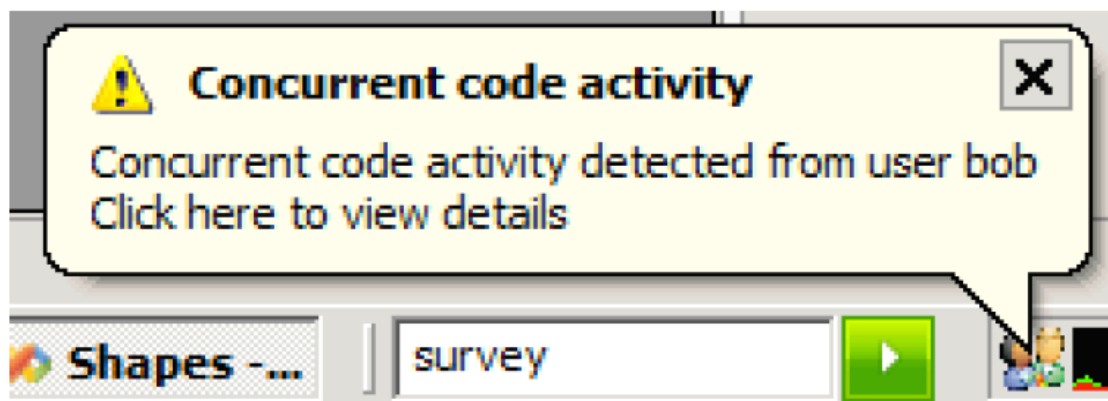 Concurrent code activity
Concurrent code activity detected from user bob
Click here to view details
Shapes -...
survey